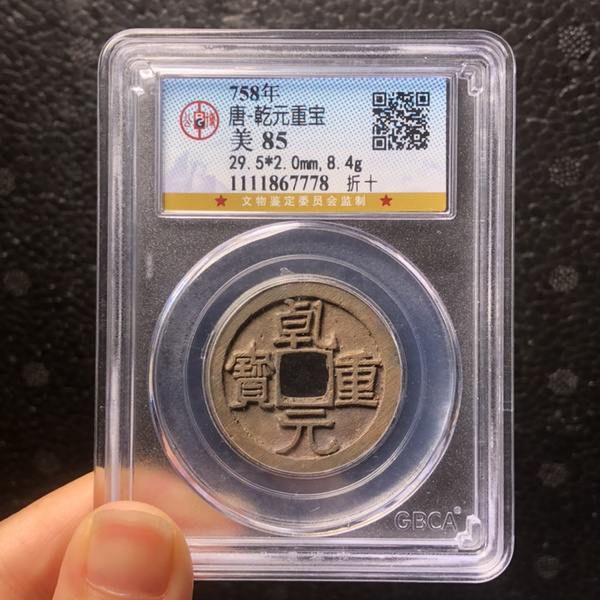 758年
唐-乾元重宝
美 85
29.5*2.0mm,8.4g
1111867778 折十
★ 文物鉴定委员会监制 ★
乾
寶 重
元
GBCA®